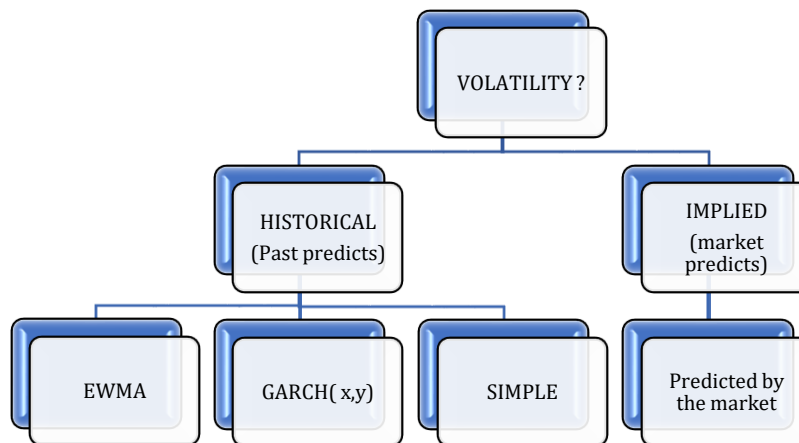 VOLATILITY ?
HISTORICAL
(Past predicts)
IMPLIED
(market
predicts)
EWMA
GARCH( x,y)
SIMPLE
Predicted by
the market